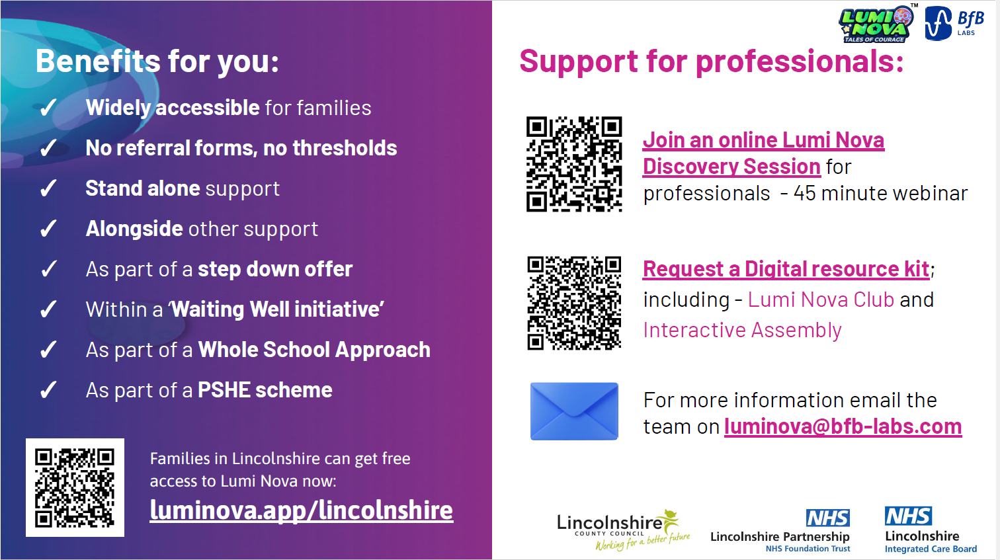 LUMI NOVA
TALES OF COURAGE
TM
BfB
LABS
Benefits for you:
✓ Widely accessible for families
✓ No referral forms, no thresholds
✓ Stand alone support
✓ Alongside other support
✓ As part of a step down offer
✓ Within a ‘Waiting Well initiative’
✓ As part of a Whole School Approach
✓ As part of a PSHE scheme
Families in Lincolnshire can get free
access to Lumi Nova now:
luminova.app/lincolnshire
Support for professionals:
Join an online Lumi Nova
Discovery Session for
professionals - 45 minute webinar
Request a Digital resource kit;
including - Lumi Nova Club and
Interactive Assembly
For more information email the
team on luminova@bfb-labs.com
Lincolnshire
COUNTY COUNCIL
Working for a better future
NHS
Lincolnshire Partnership
NHS Foundation Trust
NHS
Lincolnshire
Integrated Care Board